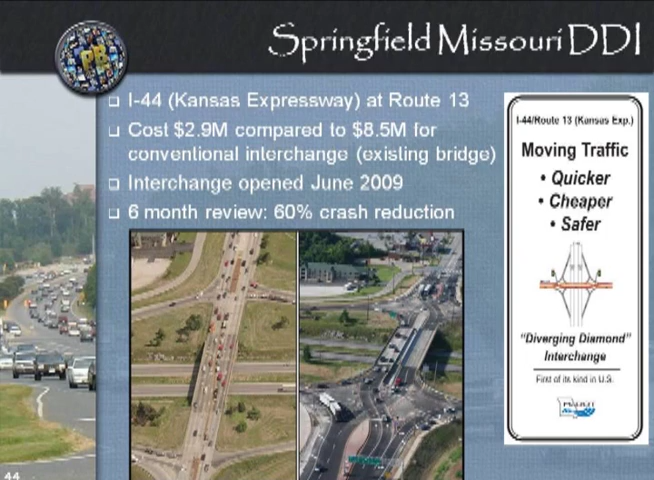 Springfield Missouri DDI
PB
I-44 (Kansas Expressway) at Route 13
Cost $2.9M compared to $8.5M for
conventional interchange (existing bridge)
Interchange opened June 2009
6 month review: 60% crash reduction
I-44/Route 13 (Kansas Exp.)
Moving Traffic
• Quicker
• Cheaper
• Safer
"Diverging Diamond"
Interchange
First of its kind in U.S.
44